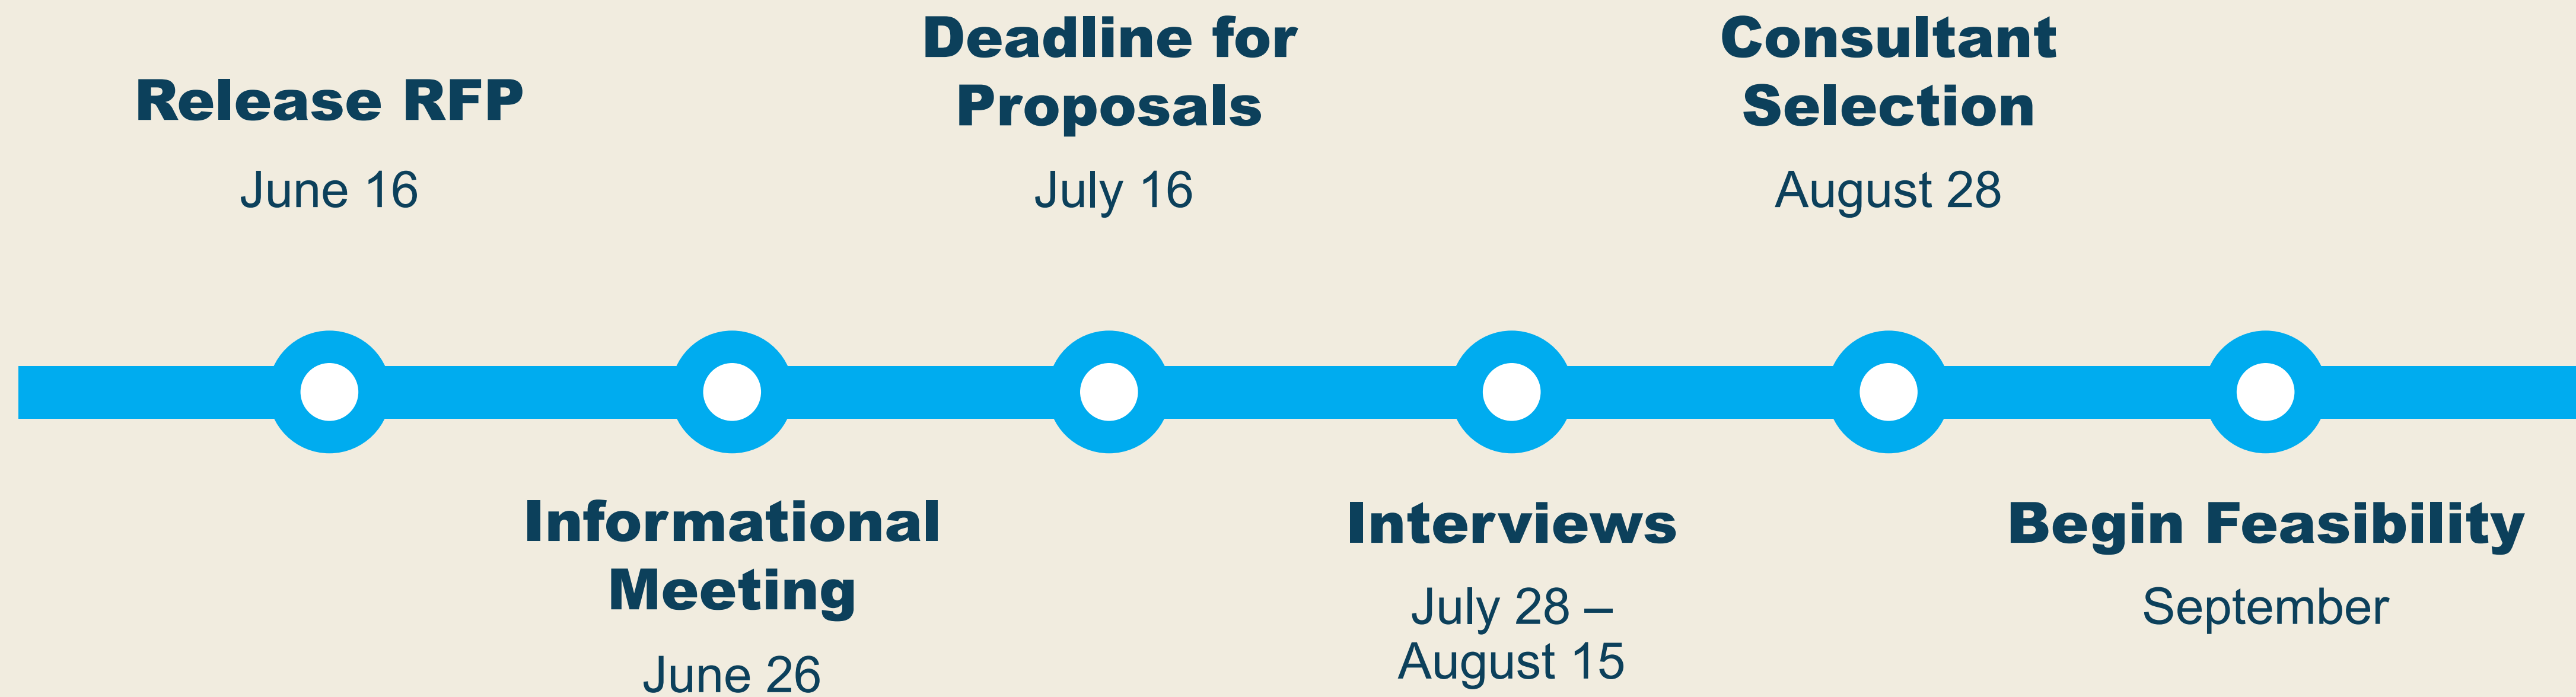 Release RFP
June 16
Informational
Meeting
June 26
Deadline for
Proposals
July 16
Interviews
July 28 –
August 15
Consultant
Selection
August 28
Begin Feasibility
September